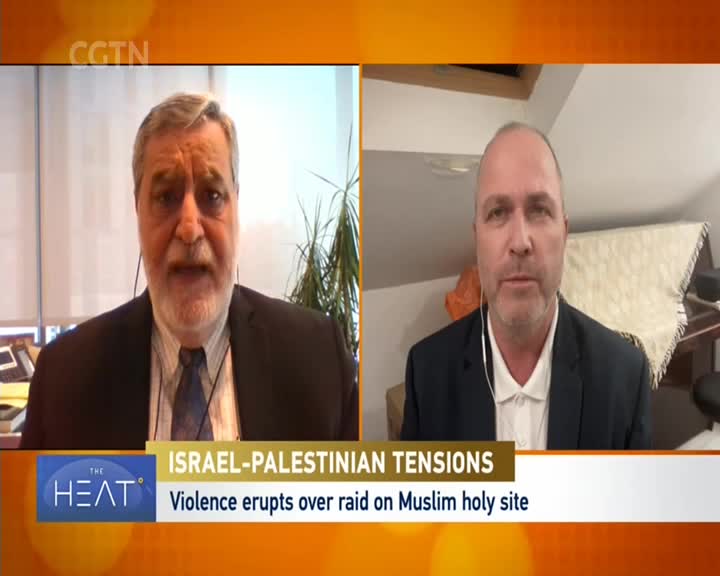 CGTN
THE
HEAT
ISRAEL-PALESTINIAN TENSIONS
Violence erupts over raid on Muslim holy site